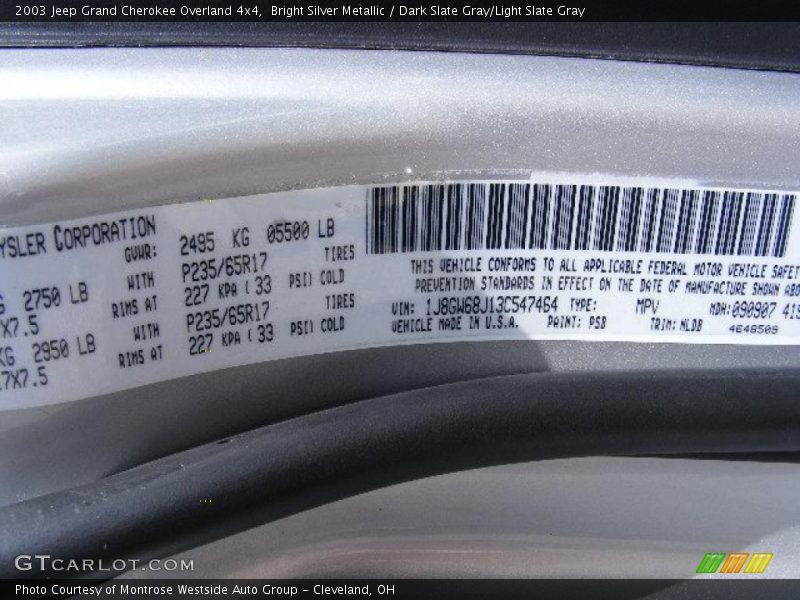 2003 Jeep Grand Cherokee Overland 4x4, Bright Silver Metallic / Dark Slate Gray/Light Slate Gray
YSLER CORPORATION
GVWR: 2495 KG 05500 LB
2750 LB WITH P235/65R17 TIRES
X7.5 RIMS AT 227 KPA ( 33 PSI) COLD
KG 2950 LB WITH P235/65R17 TIRES
7X7.5 RIMS AT 227 KPA ( 33 PSI) COLD
THIS VEHICLE CONFORMS TO ALL APPLICABLE FEDERAL MOTOR VEHICLE SAFET
PREVENTION STANDARDS IN EFFECT ON THE DATE OF MANUFACTURE SHOWN ABO
VIN: 1J8GW68J13C547464 TYPE: MPV MDH:090907 419
VEHICLE MADE IN U.S.A. PAINT: PSB TRIM: NLDB 4648509
GTCARLOT.COM
Photo Courtesy of Montrose Westside Auto Group - Cleveland, OH